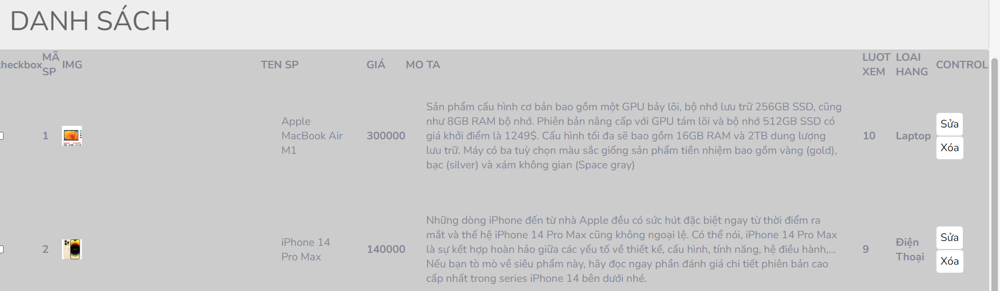 DANH SÁCH
checkbox MÃ SP IMG TEN SP GIÁ MO TA LUOT XEM LOAI HANG CONTROL
1 Apple MacBook Air M1 300000
Sản phẩm cấu hình cơ bản bao gồm một GPU bảy lõi, bộ nhớ lưu trữ 256GB SSD, cũng
như 8GB RAM bộ nhớ. Phiên bản nâng cấp với GPU tám lõi và bộ nhớ 512GB SSD có
giá khởi điểm là 1249$. Cấu hình tối đa sẽ bao gồm 16GB RAM và 2TB dung lượng
lưu trữ. Máy có ba tuỳ chọn màu sắc giống sản phẩm tiền nhiệm bao gồm vàng (gold),
bạc (silver) và xám không gian (Space gray)
10 Laptop
Sửa
Xóa
2 iPhone 14 Pro Max 140000
Những dòng iPhone đến từ nhà Apple đều có sức hút đặc biệt ngay từ thời điểm ra
mắt và thế hệ iPhone 14 Pro Max cũng không ngoại lệ. Có thể nói, iPhone 14 Pro Max
là sự kết hợp hoàn hảo giữa các yếu tố về thiết kế, cấu hình, tính năng, hệ điều hành,...
Nếu bạn tò mò về siêu phẩm này, hãy đọc ngay phần đánh giá chi tiết phiên bản cao
cấp nhất trong series iPhone 14 bên dưới nhé.
9 Điện Thoại
Sửa
Xóa